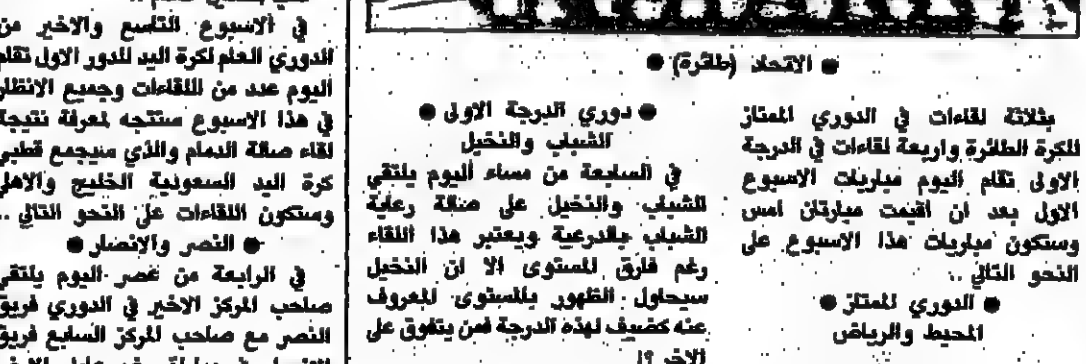 ● الاتحاد (طائرة) ●
بثلاثة لقاءات في الدوري الممتاز
للكرة الطائرة واربعة لقاءات في الدرجة
الاولى تقام اليوم مباريات الاسبوع
الاول بعد ان اقيمت مبارتان امس
وستكون مباريات هذا الاسبوع على
النحو التالي ..
● الدوري الممتاز ●
المحيط والرياض
● دوري الدرجة الاولى ●
الشباب والنخيل
في السابعة من مساء اليوم يلتقي
الشباب والنخيل على صالة رعاية
الشباب بالدرعية ويعتبر هذا اللقاء
رغم فارق المستوى الا ان النخيل
سيحاول الظهور بالمستوى المعروف
عنه كضيف لهذه الدرجة فمن يتفوق على
الاخر ؟!
في الاسبوع التاسع والاخير من
الدوري العام لكرة اليد للدور الاول تقام
اليوم عدد من اللقاءات وجميع الانظار
في هذا الاسبوع ستتجه لمعرفة نتيجة
لقاء صالة الدمام والذي سيجمع قطبي
كرة اليد السعودية الخليج والاهلي
وستكون اللقاءات على النحو التالي ..
● النصر والانصار ●
في الرابعة من عصر اليوم يلتقي
صاحب المركز الاخير في الدوري فريق
النصر مع صاحب المركز السابع فريق